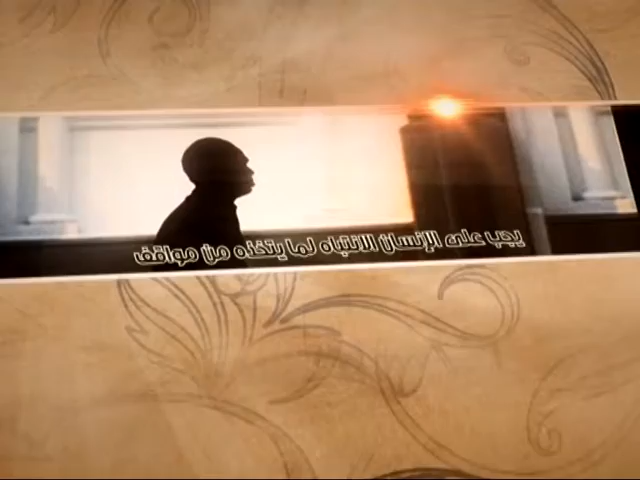 يجب على الإنسان الانتباه لما يتخذه من مواقف